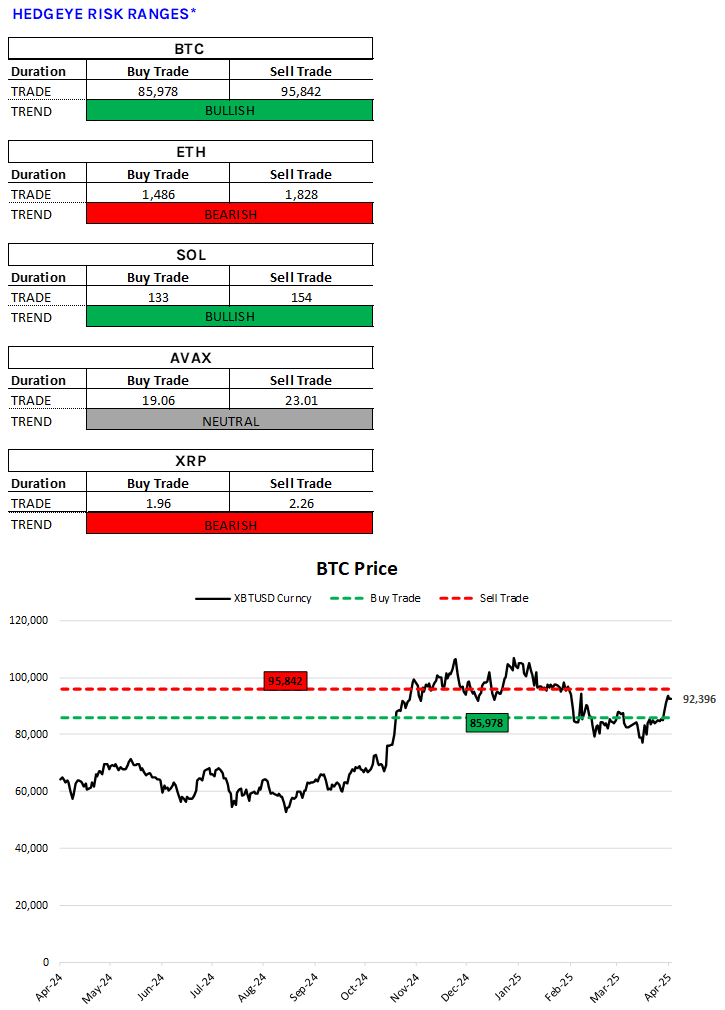 HEDGEYE RISK RANGES*
BTC
Duration Buy Trade Sell Trade
TRADE 85,978 95,842
TREND BULLISH
ETH
Duration Buy Trade Sell Trade
TRADE 1,486 1,828
TREND BEARISH
SOL
Duration Buy Trade Sell Trade
TRADE 133 154
TREND BULLISH
AVAX
Duration Buy Trade Sell Trade
TRADE 19.06 23.01
TREND NEUTRAL
XRP
Duration Buy Trade Sell Trade
TRADE 1.96 2.26
TREND BEARISH
BTC Price
XBTUSD Curncy Buy Trade Sell Trade
120,000
100,000
95,842
92,396
85,978
80,000
60,000
40,000
20,000
0
Apr-24 May-24 Jun-24 Jul-24 Aug-24 Sep-24 Oct-24 Nov-24 Dec-24 Jan-25 Feb-25 Mar-25 Apr-25